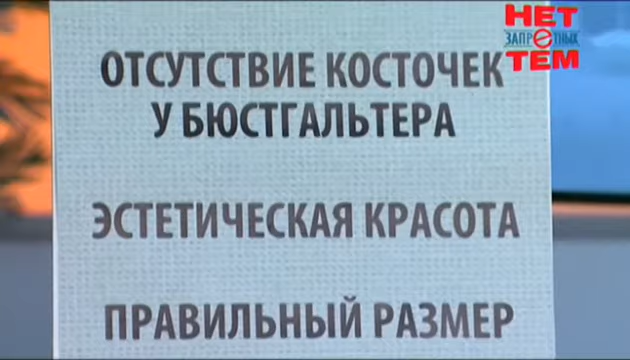 НЕТ
ЗАПРЕТНЫХ
ТЕМ
ОТСУТСТВИЕ КОСТОЧЕК
У БЮСТГАЛЬТЕРА
ЭСТЕТИЧЕСКАЯ КРАСОТА
ПРАВИЛЬНЫЙ РАЗМЕР